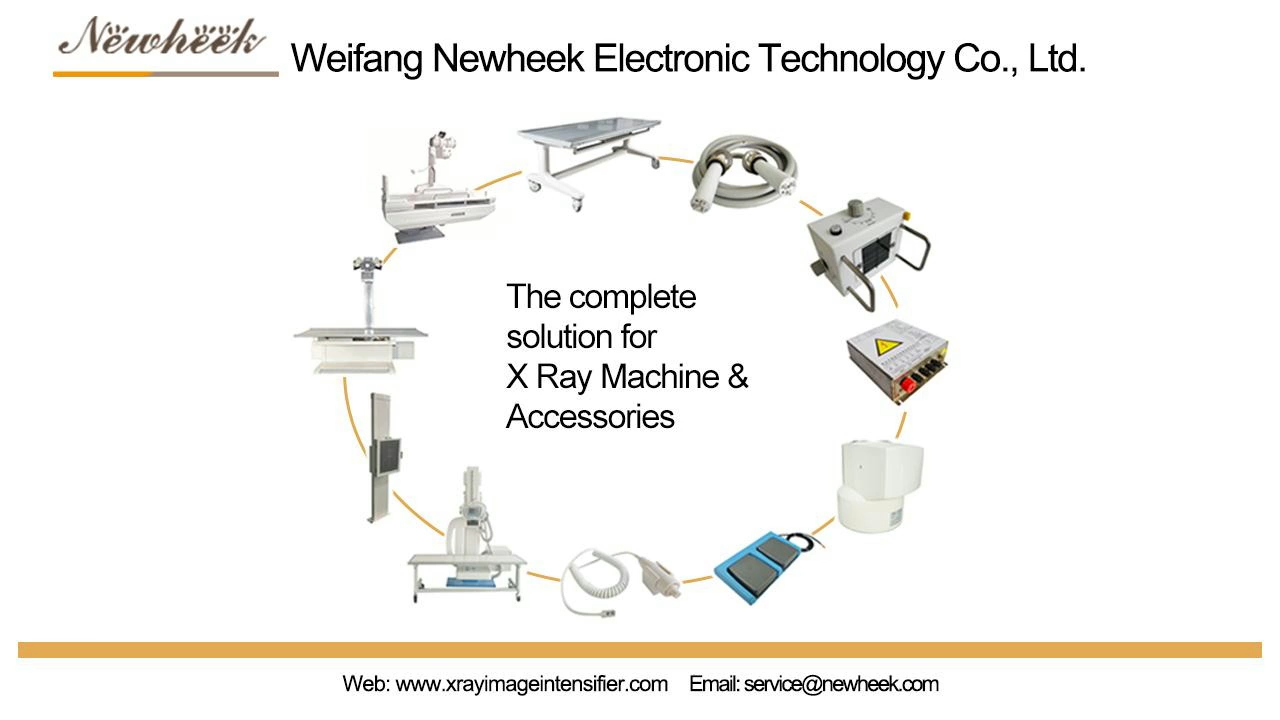 Newheek
Weifang Newheek Electronic Technology Co., Ltd.
The complete
solution for
X Ray Machine &
Accessories
Web: www.xrayimageintensifier.com Email: service@newheek.com